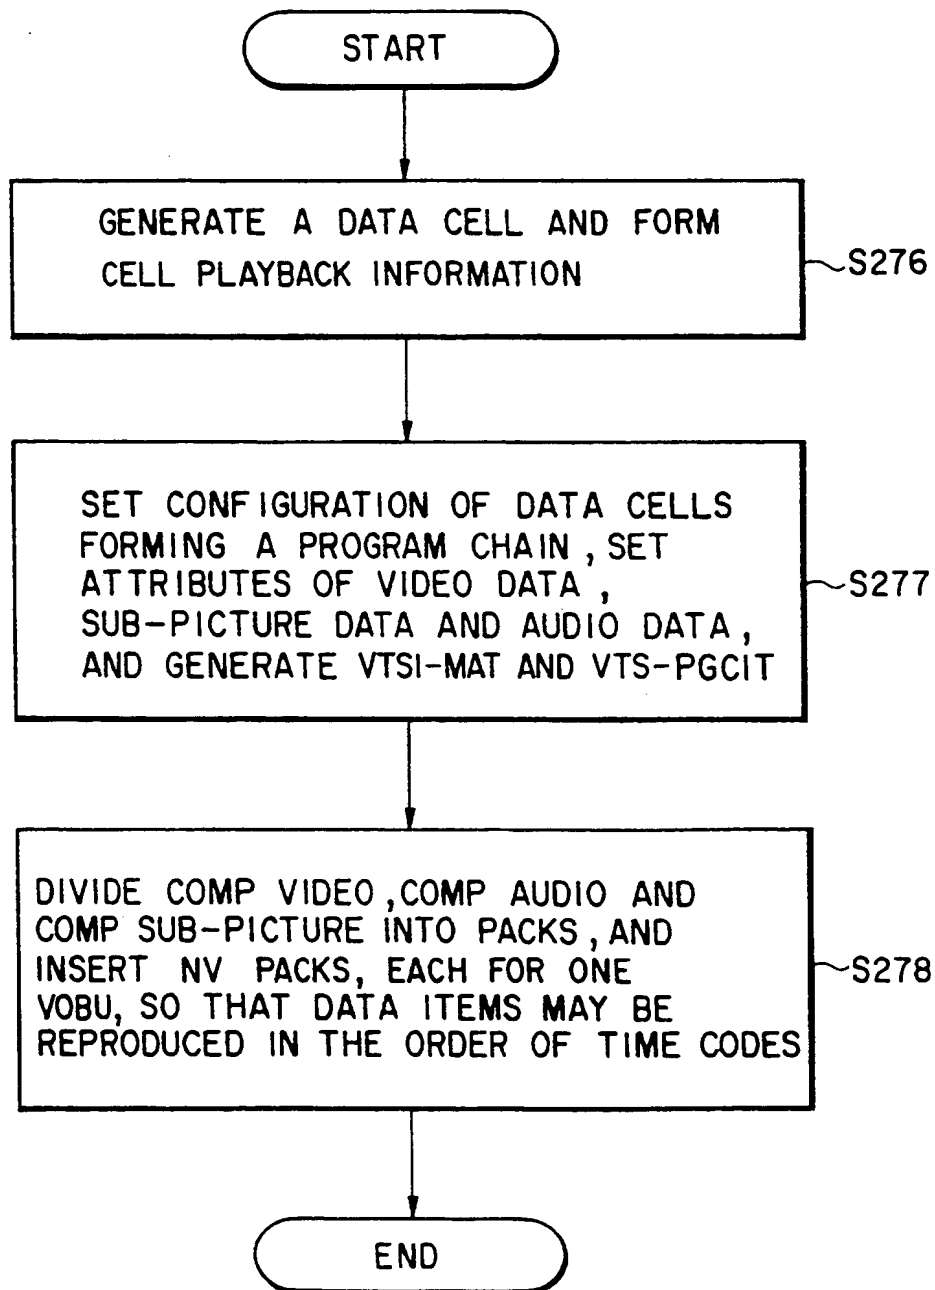 START
GENERATE A DATA CELL AND FORM
CELL PLAYBACK INFORMATION
S276
SET CONFIGURATION OF DATA CELLS
FORMING A PROGRAM CHAIN, SET
ATTRIBUTES OF VIDEO DATA,
SUB-PICTURE DATA AND AUDIO DATA,
AND GENERATE VTSI-MAT AND VTS-PGCIT
S277
DIVIDE COMP VIDEO, COMP AUDIO AND
COMP SUB-PICTURE INTO PACKS, AND
INSERT NV PACKS, EACH FOR ONE
VOBU, SO THAT DATA ITEMS MAY BE
REPRODUCED IN THE ORDER OF TIME CODES
S278
END